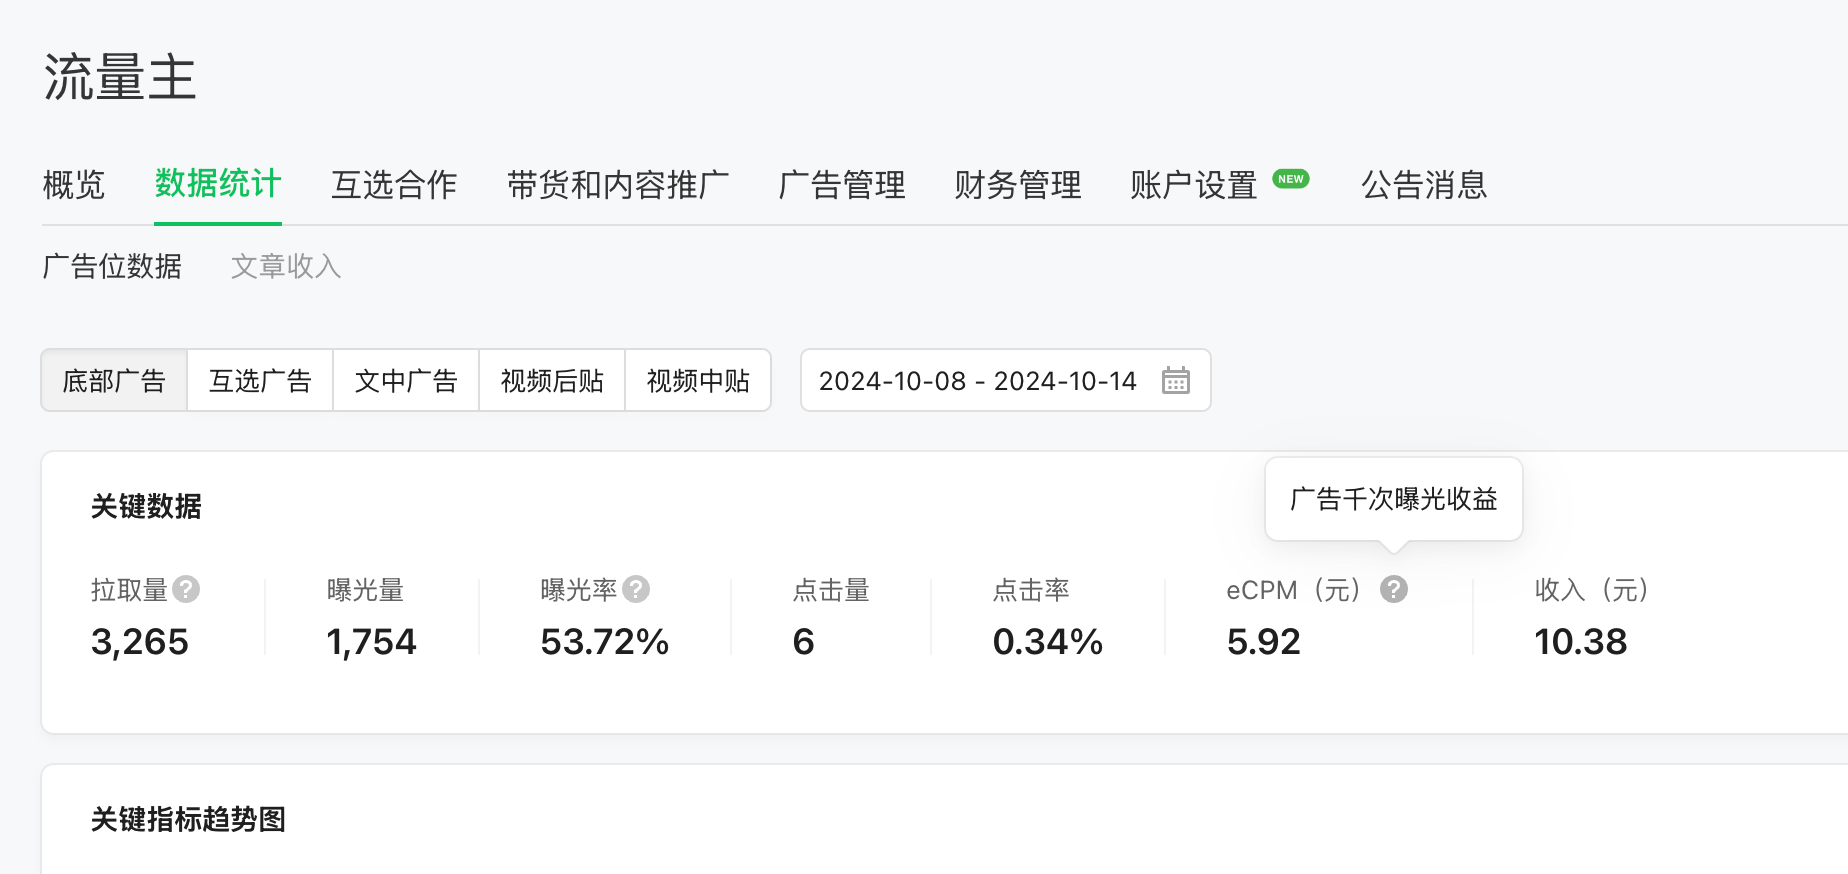 流量主
概览 数据统计 互选合作 带货和内容推广 广告管理 财务管理 账户设置 NEW 公告消息
广告位数据 文章收入
底部广告 互选广告 文中广告 视频后贴 视频中贴 2024-10-08 - 2024-10-14
广告千次曝光收益
关键数据
拉取量 ? 曝光量 曝光率 ? 点击量 点击率 eCPM（元） ? 收入（元）
3,265 1,754 53.72% 6 0.34% 5.92 10.38
关键指标趋势图